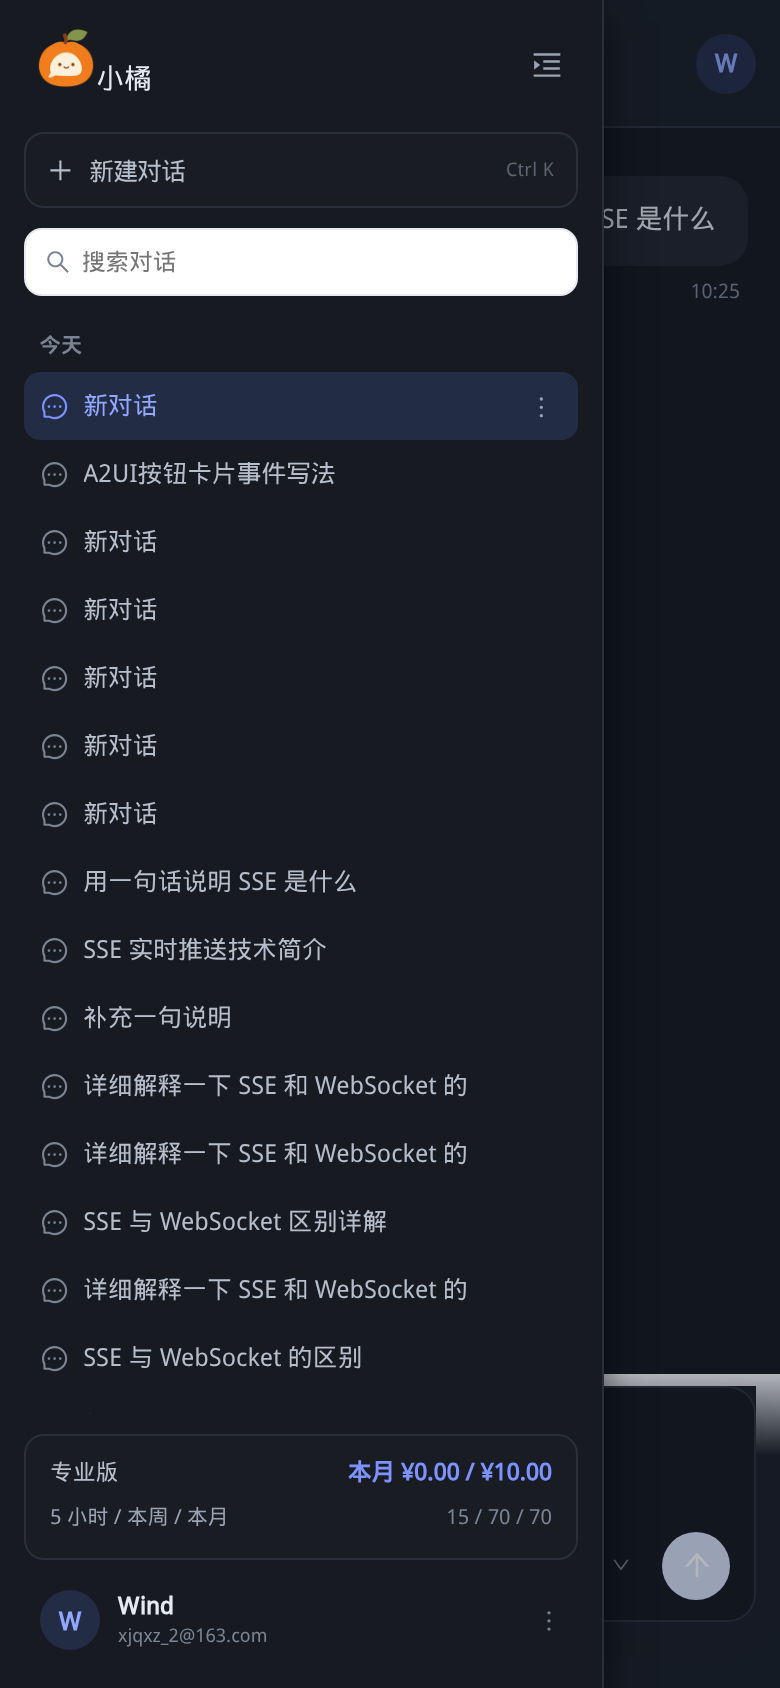 小橘
W
新建对话 Ctrl K
搜索对话
SE 是什么
10:25
今天
新对话
A2UI按钮卡片事件写法
新对话
新对话
新对话
新对话
新对话
用一句话说明 SSE 是什么
SSE 实时推送技术简介
补充一句说明
详细解释一下 SSE 和 WebSocket 的
详细解释一下 SSE 和 WebSocket 的
SSE 与 WebSocket 区别详解
详细解释一下 SSE 和 WebSocket 的
SSE 与 WebSocket 的区别
专业版 本月 ¥0.00 / ¥10.00
5 小时 / 本周 / 本月 15 / 70 / 70
W
Wind
xjqxz_2@163.com